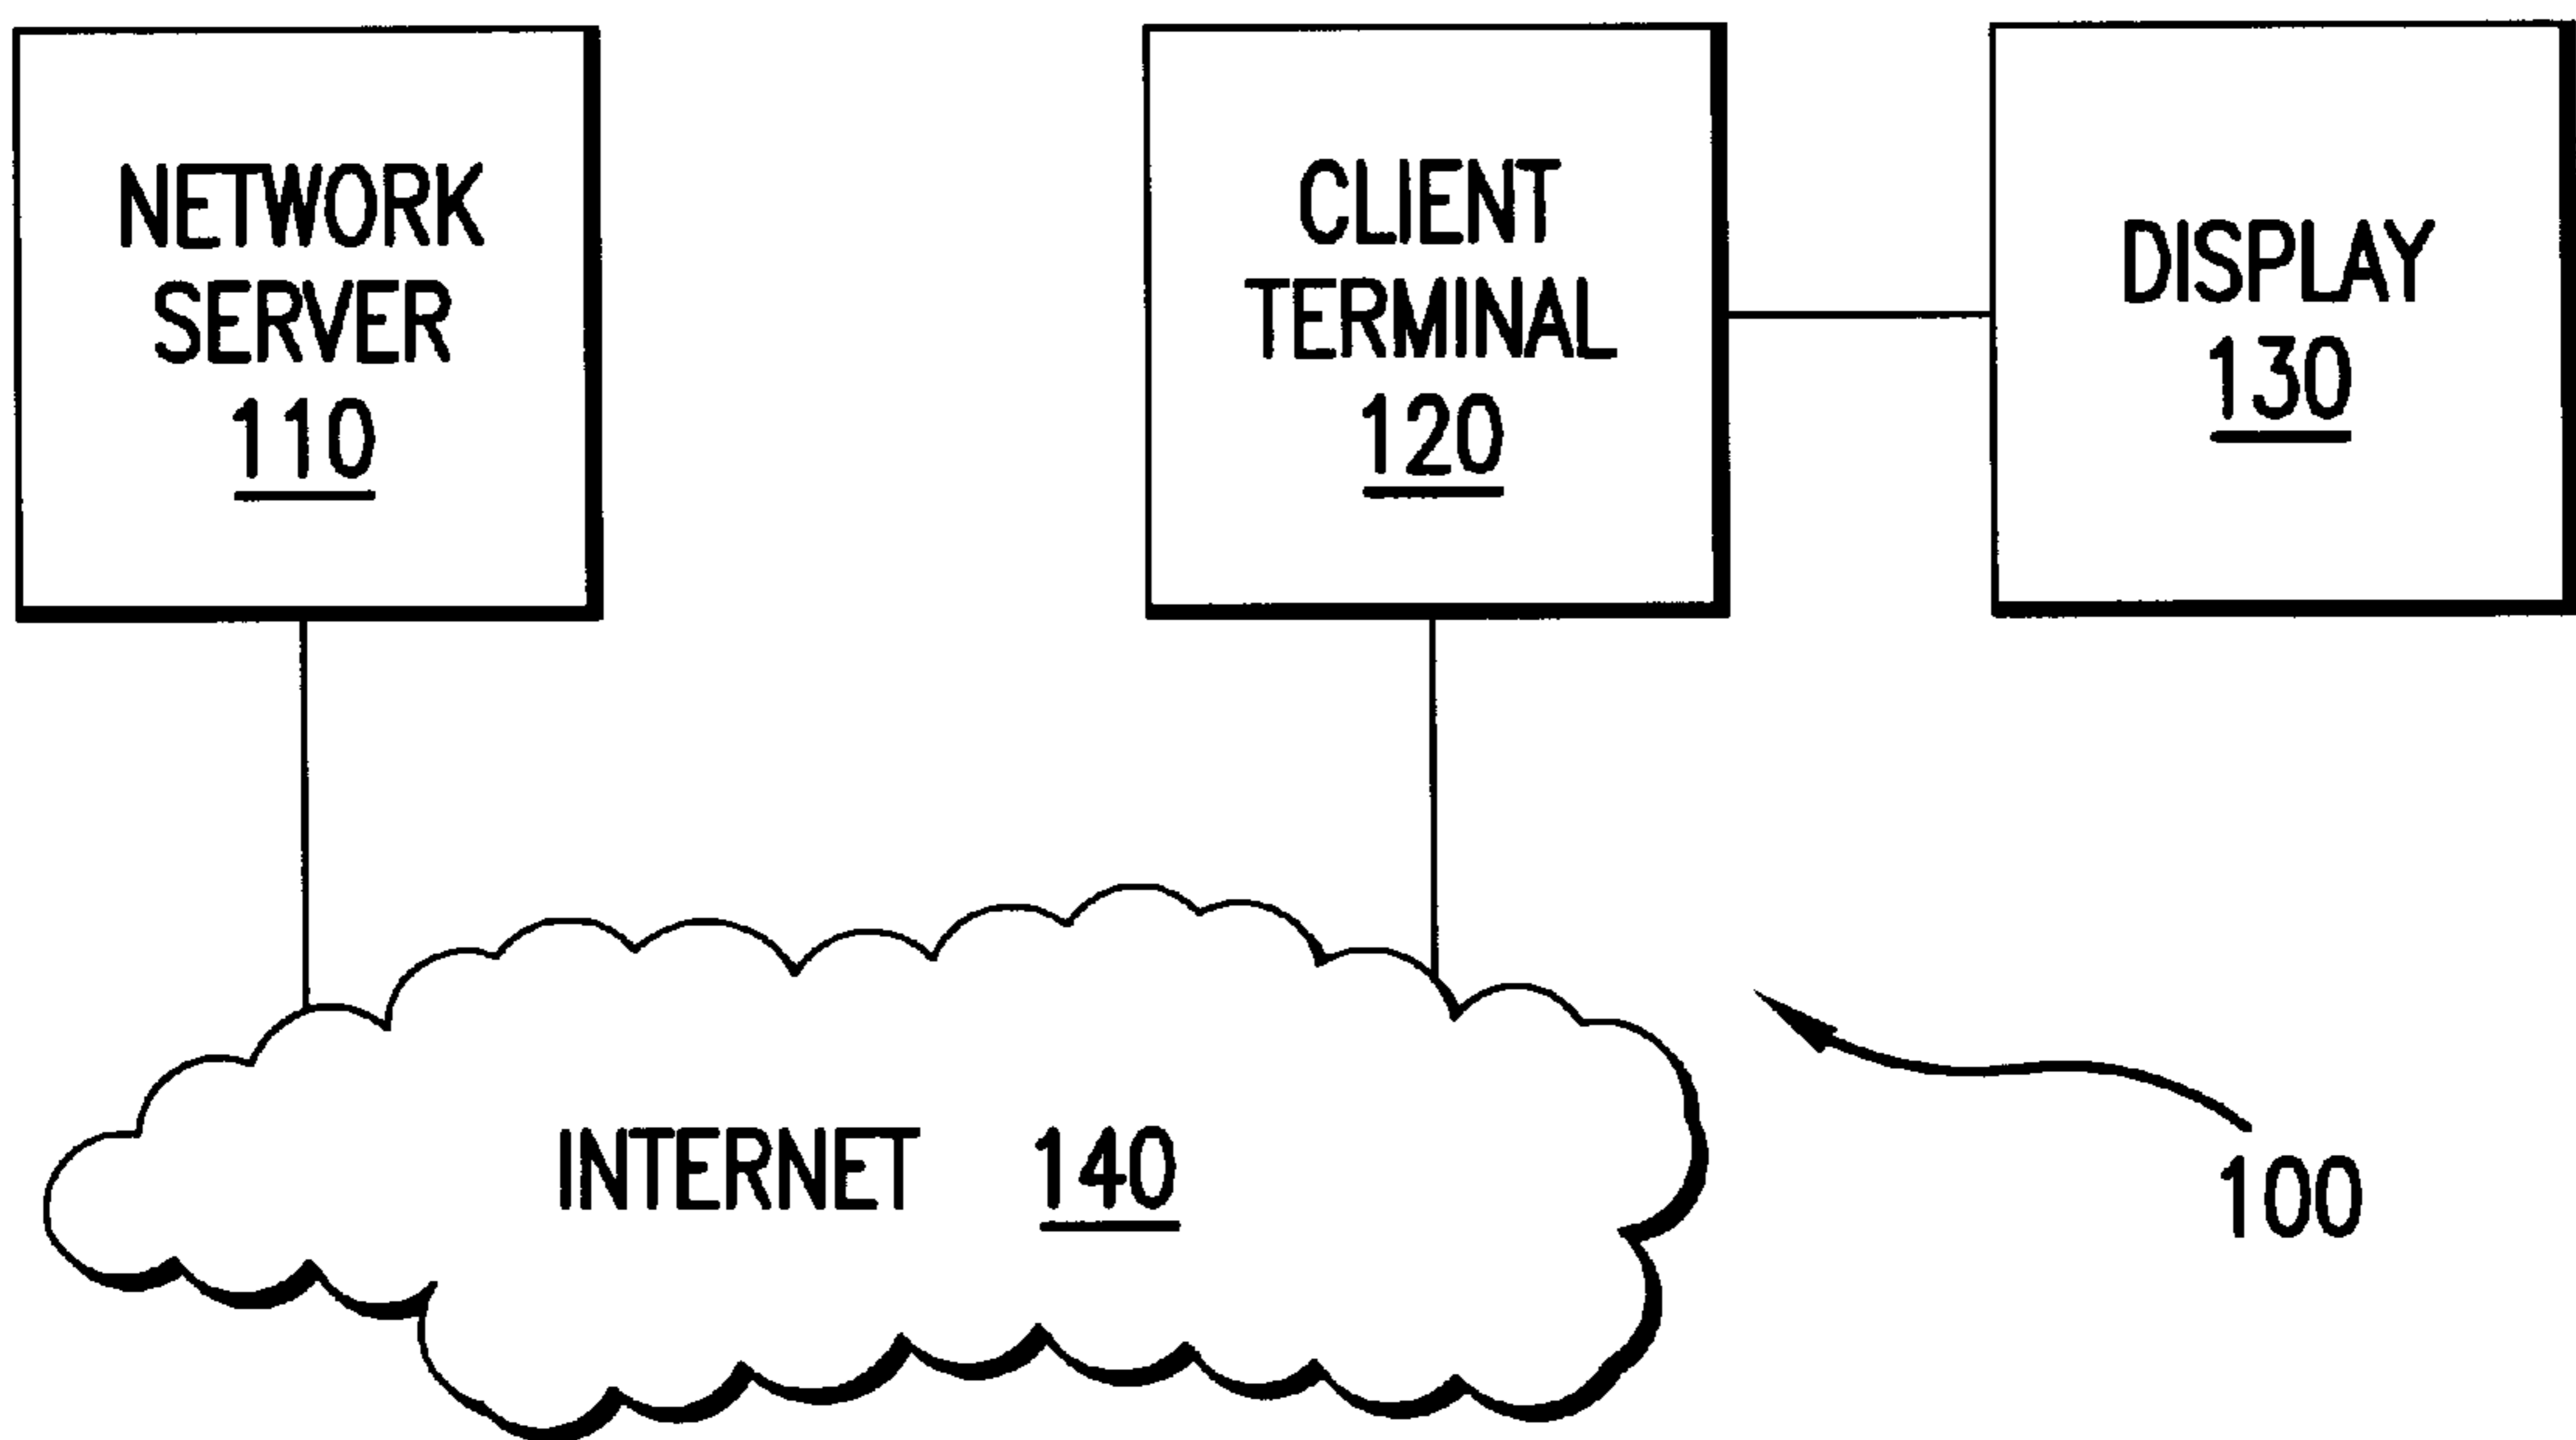 NETWORK
SERVER
110
CLIENT
TERMINAL
120
DISPLAY
130
INTERNET 140
100